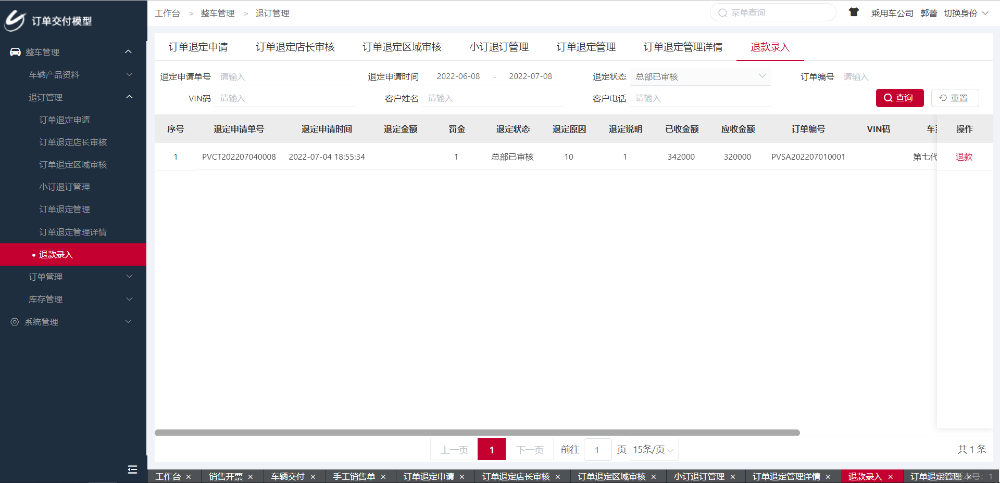 订单交付模型
工作台 > 整车管理 > 退订管理
菜单查询
乘用车公司 郭蕾 切换身份
整车管理
车辆产品资料
退订管理
订单退定申请
订单退定店长审核
订单退定区域审核
小订退订管理
订单退定管理
订单退定管理详情
• 退款录入
订单管理
库存管理
系统管理
订单退定申请 订单退定店长审核 订单退定区域审核 小订退订管理 订单退定管理 订单退定管理详情 退款录入
退定申请单号 请输入 退定申请时间 2022-06-08 - 2022-07-08 退定状态 总部已审核 订单编号 请输入
VIN码 请输入 客户姓名 请输入 客户电话 请输入 查询 重置
序号 退定申请单号 退定申请时间 退定金额 罚金 退定状态 退定原因 退定说明 已收金额 应收金额 订单编号 VIN码 车系 操作
1 PVCT202207040008 2022-07-04 18:55:34 1 总部已审核 10 1 342000 320000 PVSA202207010001 第七代 退款
上一页 1 下一页 前往 1 页 15条/页 共 1 条
工作台 × 销售开票 × 车辆交付 × 手工销售单 × 订单退定申请 × 订单退定店长审核 × 订单退定区域审核 × 小订退订管理 × 订单退定管理详情 × 退款录入 × 订单退定管理 版本号: 1